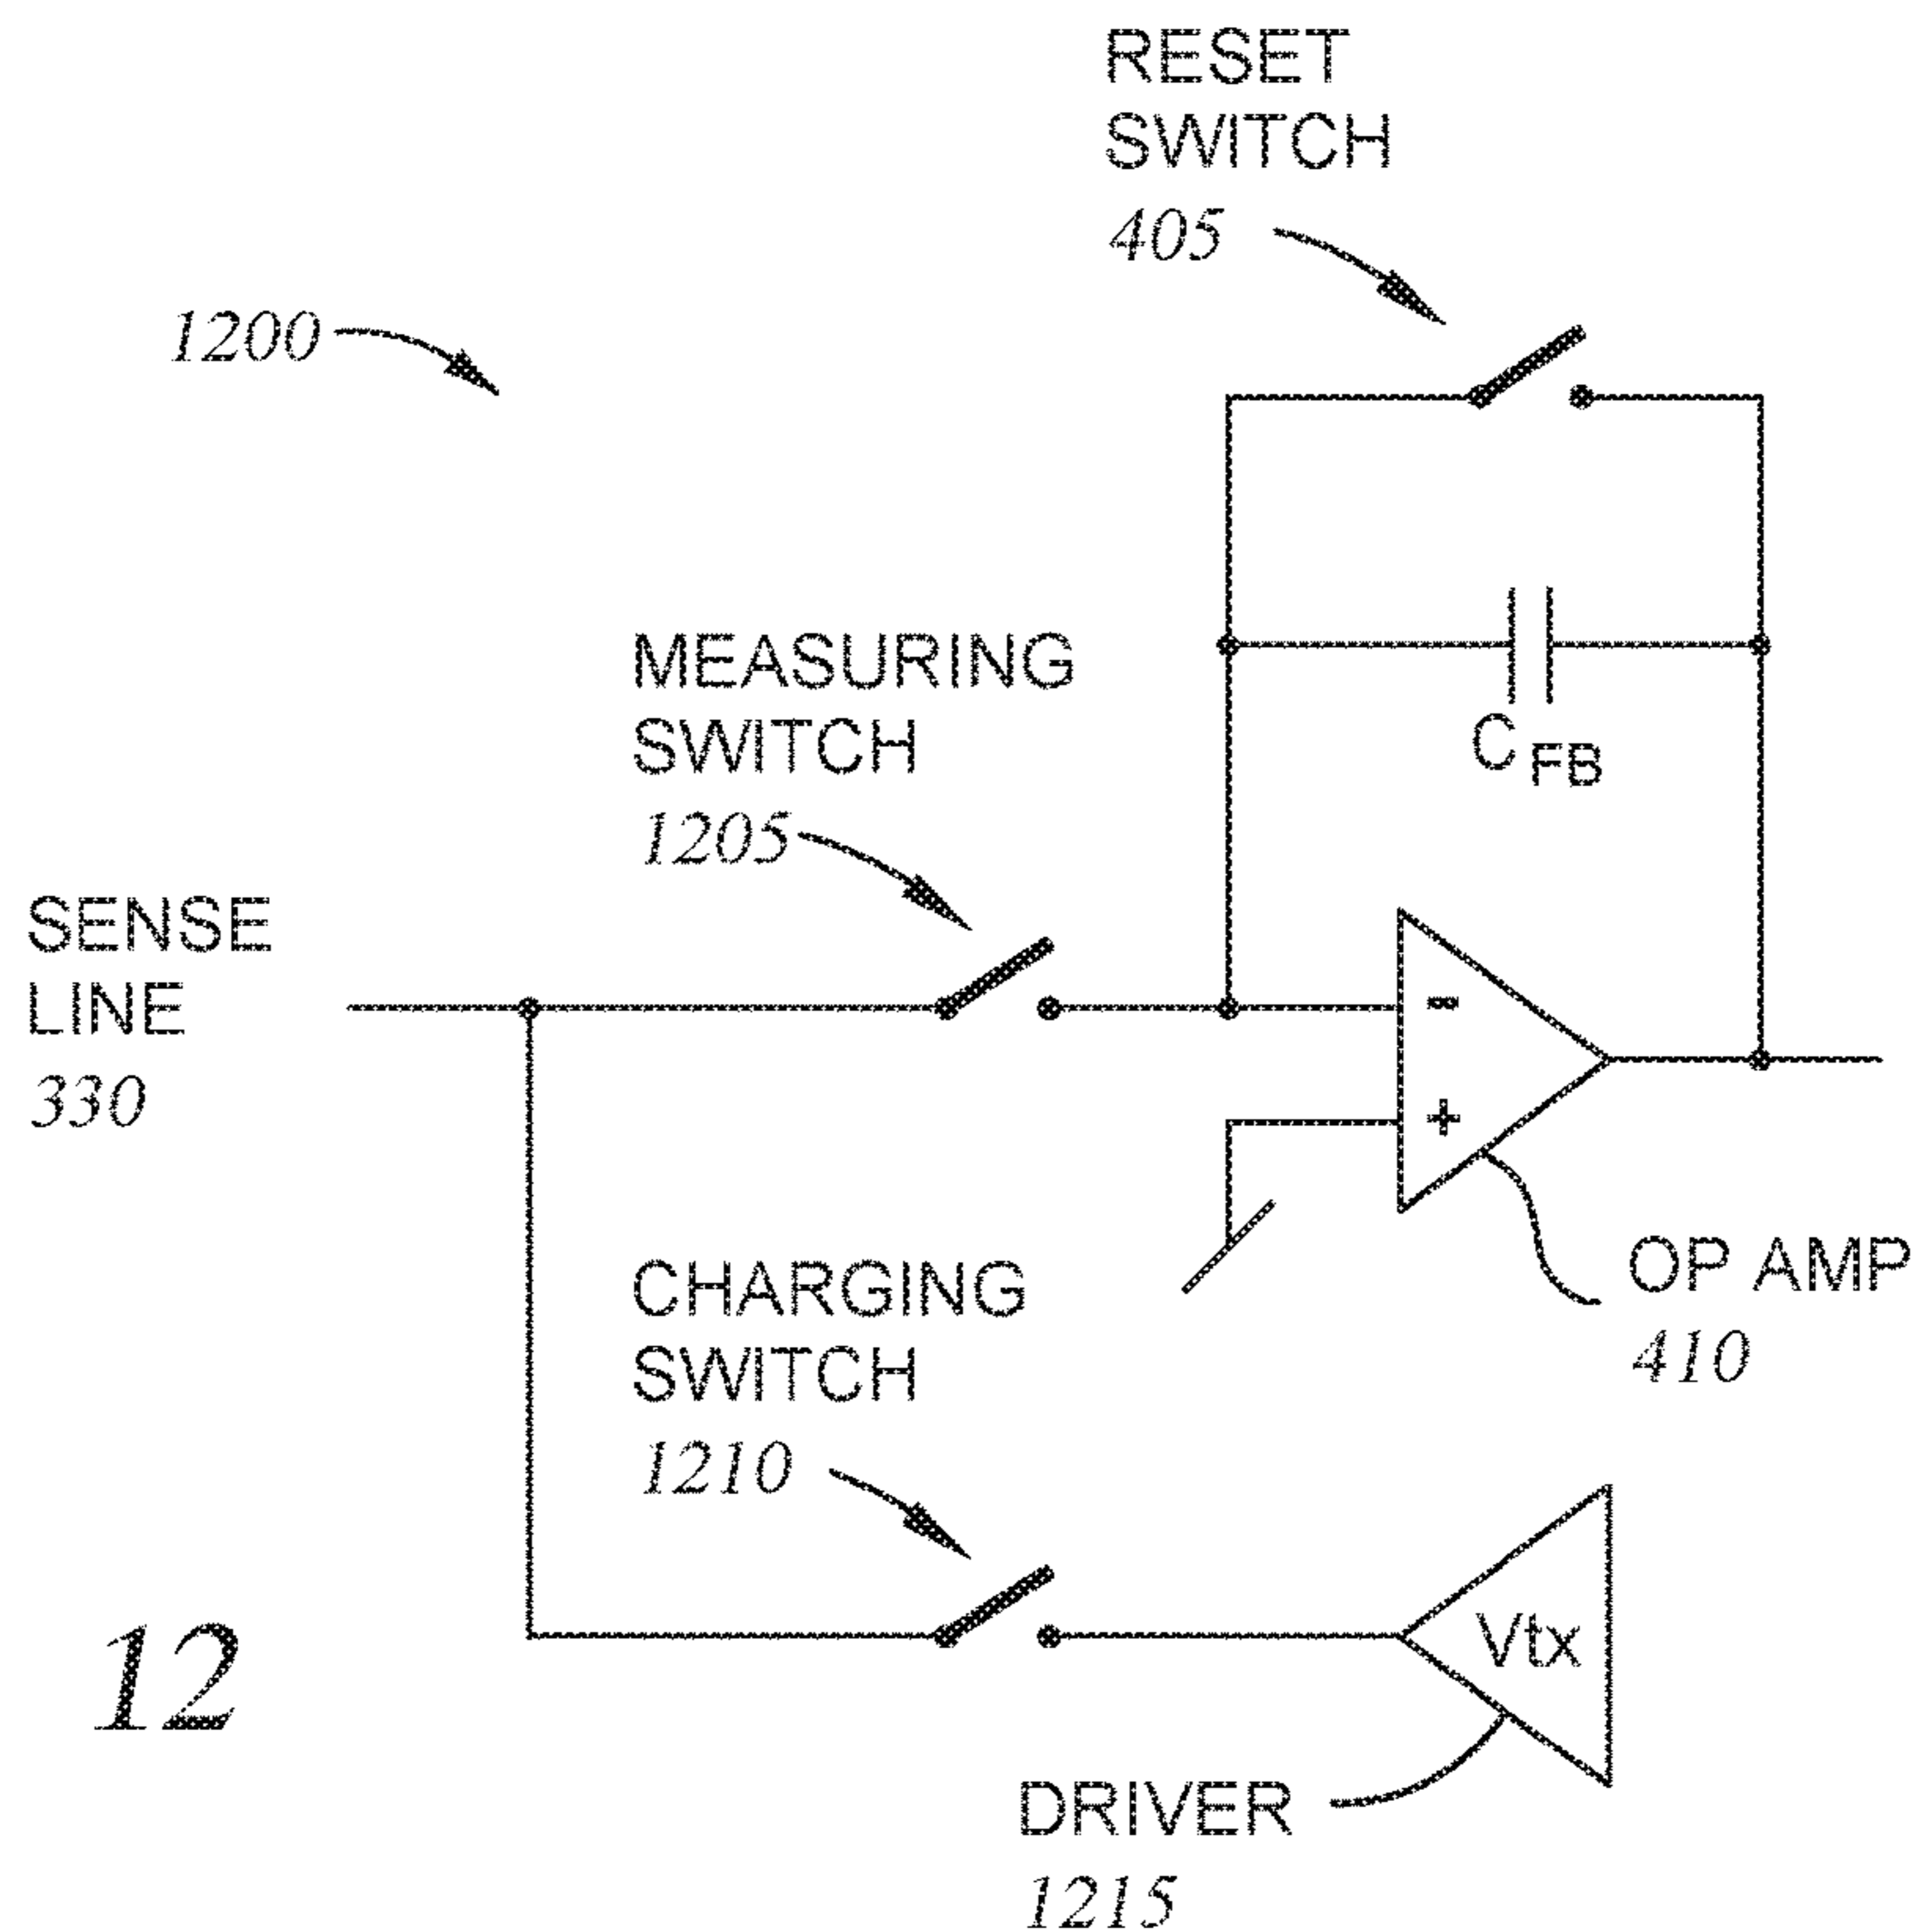 RESET
SWITCH
405
1200
MEASURING
SWITCH
1205
C FB
SENSE
LINE
330
-
+
OP AMP
410
CHARGING
SWITCH
1210
Vtx
12
DRIVER
1215